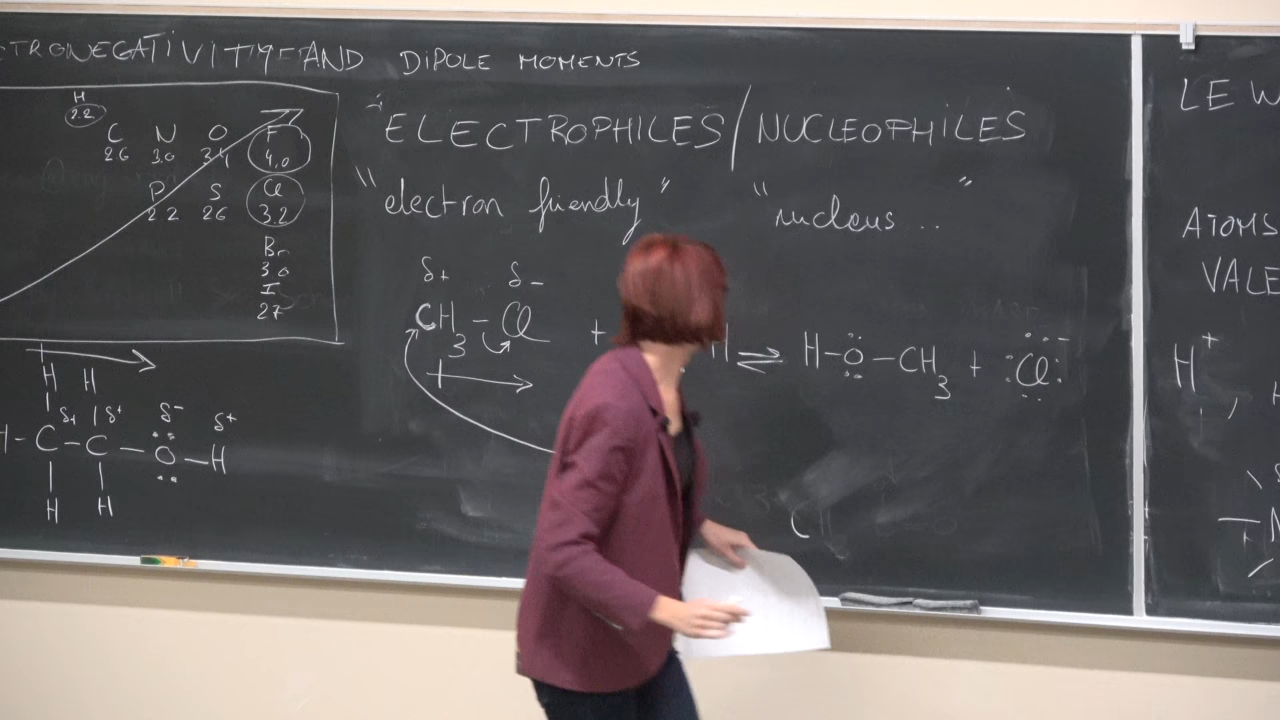 TRONEGATIVITY AND DIPOLE MOMENTS
H
2.2
C N O F
2.6 3.0 3.4 4.0
P S Cl
2.2 2.6 3.2
Br
3.0
I
2.7
H H
δ+ δ+ δ- δ+
H-C-C-O-H
H H
ELECTROPHILES/NUCLEOPHILES
"electron friendly" "nucleus ..."
δ+ δ-
CH3-Cl + H ⇌ H-O-CH3 + :Cl:-
C
LE W
ATOMS
VALE
H+
,